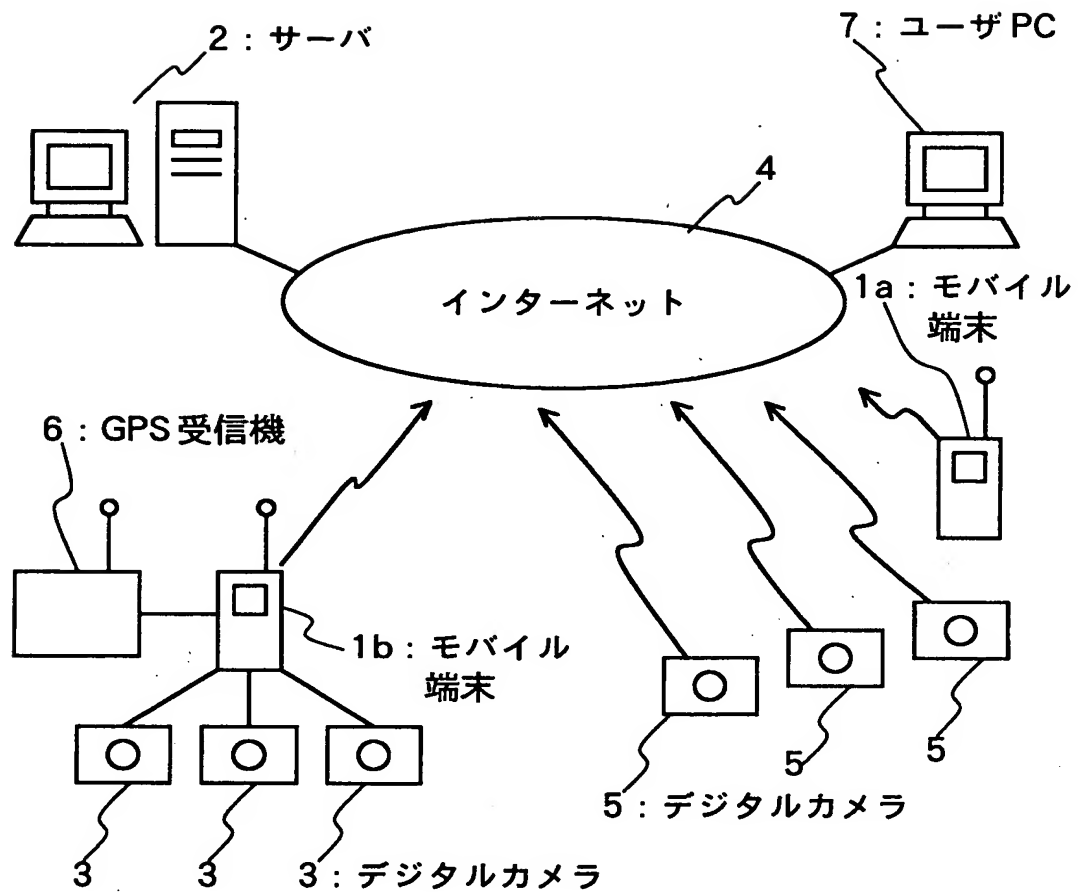 2：サーバ
7：ユーザPC
4
インターネット
1a：モバイル
端末
6：GPS受信機
1b：モバイル
端末
5
5
5：デジタルカメラ
3
3
3：デジタルカメラ